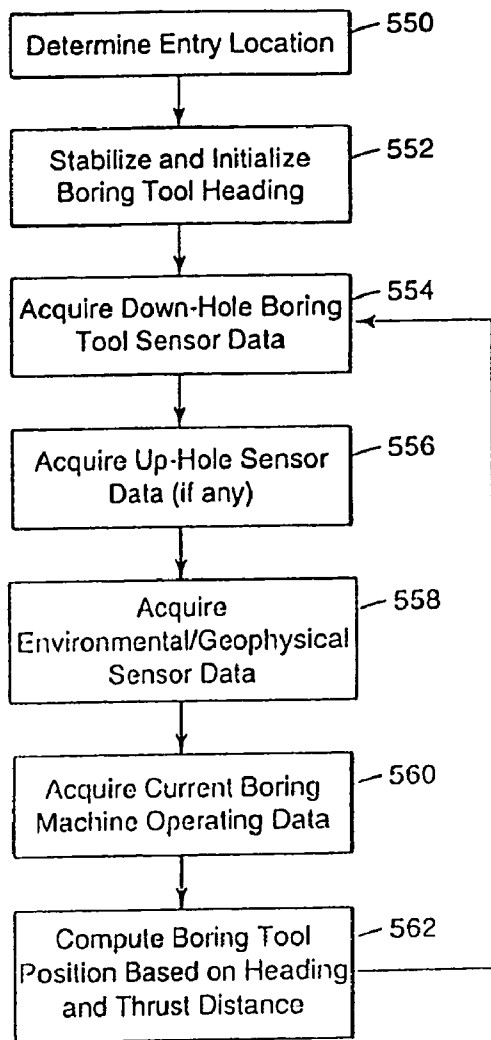 Determine Entry Location
550
Stabilize and Initialize
Boring Tool Heading
552
Acquire Down-Hole Boring
Tool Sensor Data
554
Acquire Up-Hole Sensor
Data (if any)
556
Acquire
Environmental/Geophysical
Sensor Data
558
Acquire Current Boring
Machine Operating Data
560
Compute Boring Tool
Position Based on Heading
and Thrust Distance
562